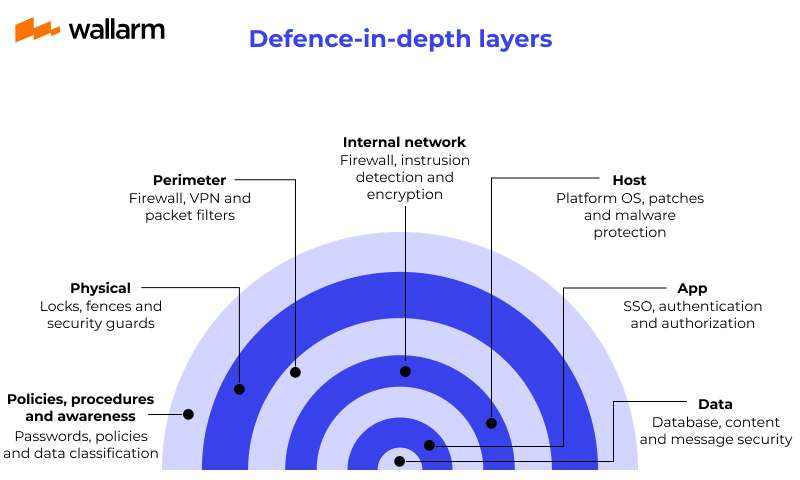 wallarm
Defence-in-depth layers
Internal network
Firewall, instrusion
detection and
encryption
Perimeter
Firewall, VPN and
packet filters
Host
Platform OS, patches
and malware
protection
Physical
Locks, fences and
security guards
App
SSO, authentication
and authorization
Policies, procedures
and awareness
Passwords, policies
and data classification
Data
Database, content
and message security